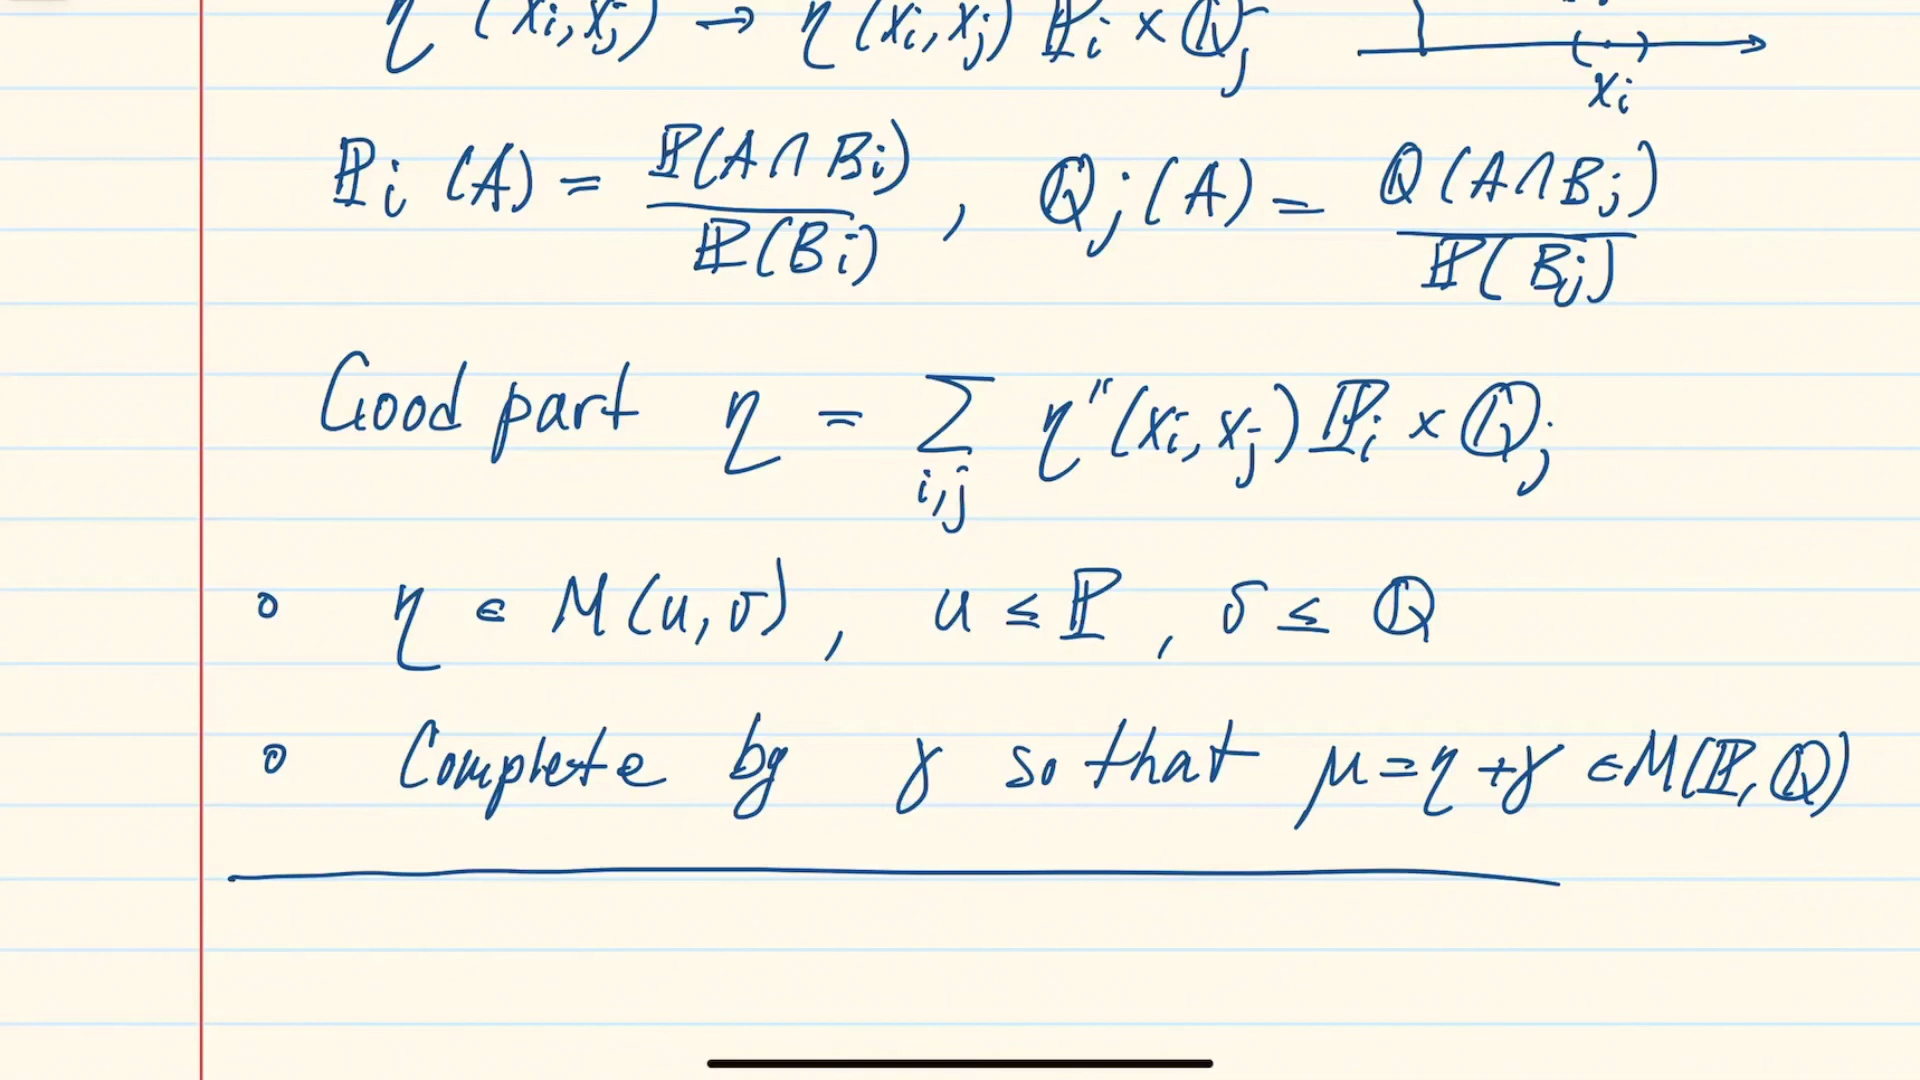 η (xᵢ, xⱼ) → η (xᵢ, xⱼ) ℙᵢ × ℚⱼ
xᵢ
ℙᵢ (A) = ℙ(A ∩ Bᵢ) / ℙ(Bᵢ) , ℚⱼ (A) = ℚ (A ∩ Bⱼ) / ℙ(Bⱼ)
Good part η = ∑ᵢ,ⱼ η″(xᵢ, xⱼ) ℙᵢ × ℚⱼ
∘ η ∈ M(u, σ) , u ≤ ℙ , σ ≤ ℚ
∘ Complete by γ so that μ = η + γ ∈ M(ℙ, ℚ)